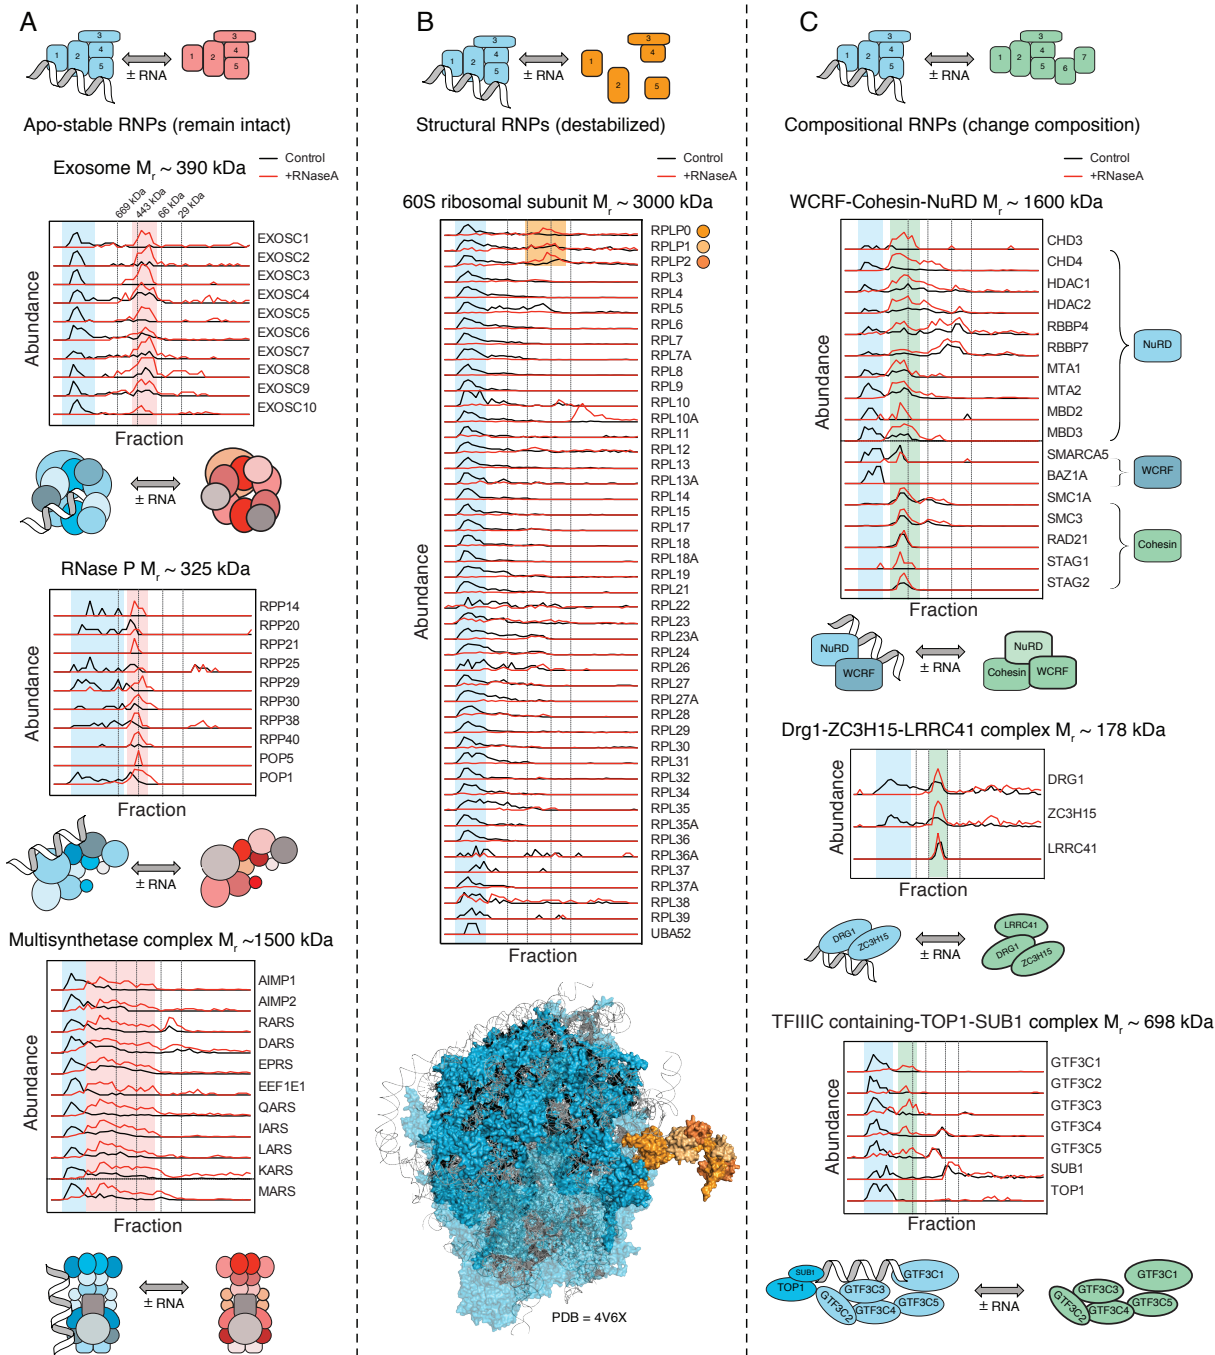 A
1
2
3
4
5
± RNA
1
2
3
4
5
Apo-stable RNPs (remain intact)
Exosome Mr ~ 390 kDa
Control
+RNaseA
669 kDa
443 kDa
66 kDa
29 kDa
Abundance
EXOSC1
EXOSC2
EXOSC3
EXOSC4
EXOSC5
EXOSC6
EXOSC7
EXOSC8
EXOSC9
EXOSC10
Fraction
± RNA
RNase P Mr ~ 325 kDa
Abundance
RPP14
RPP20
RPP21
RPP25
RPP29
RPP30
RPP38
RPP40
POP5
POP1
Fraction
± RNA
Multisynthetase complex Mr ~1500 kDa
Abundance
AIMP1
AIMP2
RARS
DARS
EPRS
EEF1E1
QARS
IARS
LARS
KARS
MARS
Fraction
± RNA
B
1
2
3
4
5
± RNA
1
2
3
4
5
Structural RNPs (destabilized)
Control
+RNaseA
60S ribosomal subunit Mr ~ 3000 kDa
Abundance
RPLP0
RPLP1
RPLP2
RPL3
RPL4
RPL5
RPL6
RPL7
RPL7A
RPL8
RPL9
RPL10
RPL10A
RPL11
RPL12
RPL13
RPL13A
RPL14
RPL15
RPL17
RPL18
RPL18A
RPL19
RPL21
RPL22
RPL23
RPL23A
RPL24
RPL26
RPL27
RPL27A
RPL28
RPL29
RPL30
RPL31
RPL32
RPL34
RPL35
RPL35A
RPL36
RPL36A
RPL37
RPL37A
RPL38
RPL39
UBA52
Fraction
PDB = 4V6X
C
1
2
3
4
5
± RNA
1
2
3
4
5
6
7
Compositional RNPs (change composition)
Control
+RNaseA
WCRF-Cohesin-NuRD Mr ~ 1600 kDa
Abundance
CHD3
CHD4
HDAC1
HDAC2
RBBP4
RBBP7
MTA1
MTA2
MBD2
MBD3
SMARCA5
BAZ1A
SMC1A
SMC3
RAD21
STAG1
STAG2
NuRD
WCRF
Cohesin
Fraction
NuRD
WCRF
± RNA
NuRD
Cohesin
WCRF
Drg1-ZC3H15-LRRC41 complex Mr ~ 178 kDa
Abundance
DRG1
ZC3H15
LRRC41
Fraction
DRG1
ZC3H15
± RNA
LRRC41
DRG1
ZC3H15
TFIIIC containing-TOP1-SUB1 complex Mr ~ 698 kDa
Abundance
GTF3C1
GTF3C2
GTF3C3
GTF3C4
GTF3C5
SUB1
TOP1
Fraction
SUB1
TOP1
GTF3C1
GTF3C3
GTF3C2
GTF3C4
GTF3C5
± RNA
GTF3C1
GTF3C3
GTF3C2
GTF3C4
GTF3C5